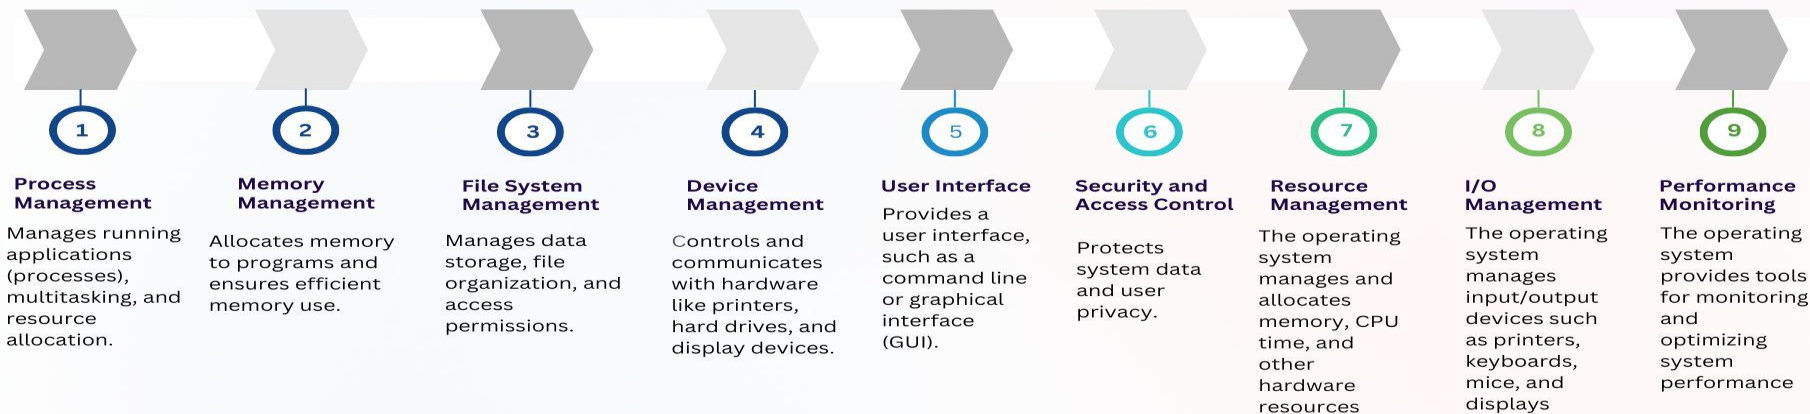 1
Process
Management
Manages running
applications
(processes),
multitasking, and
resource
allocation.
2
Memory
Management
Allocates memory
to programs and
ensures efficient
memory use.
3
File System
Management
Manages data
storage, file
organization, and
access
permissions.
4
Device
Management
Controls and
communicates
with hardware
like printers,
hard drives, and
display devices.
5
User Interface
Provides a
user interface,
such as a
command line
or graphical
interface
(GUI).
6
Security and
Access Control
Protects
system data
and user
privacy.
7
Resource
Management
The operating
system
manages and
allocates
memory, CPU
time, and
other
hardware
resources
8
I/O
Management
The operating
system
manages
input/output
devices such
as printers,
keyboards,
mice, and
displays
9
Performance
Monitoring
The operating
system
provides tools
for monitoring
and
optimizing
system
performance